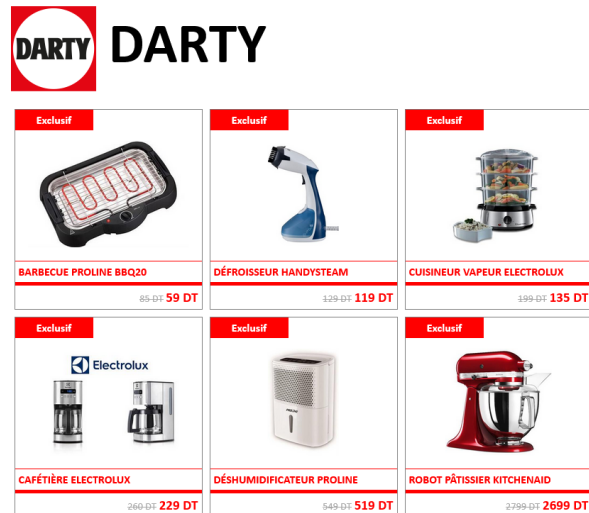 DARTY DARTY
Exclusif Exclusif Exclusif
BARBECUE PROLINE BBQ20 DÉFROISSEUR HANDYSTEAM CUISINEUR VAPEUR ELECTROLUX
85 DT 59 DT 129 DT 119 DT 199 DT 135 DT
Exclusif Exclusif Exclusif
Electrolux
PROLINE
CAFÉTIÈRE ELECTROLUX DÉSHUMIDIFICATEUR PROLINE ROBOT PÂTISSIER KITCHENAID
260 DT 229 DT 549 DT 519 DT 2799 DT 2699 DT